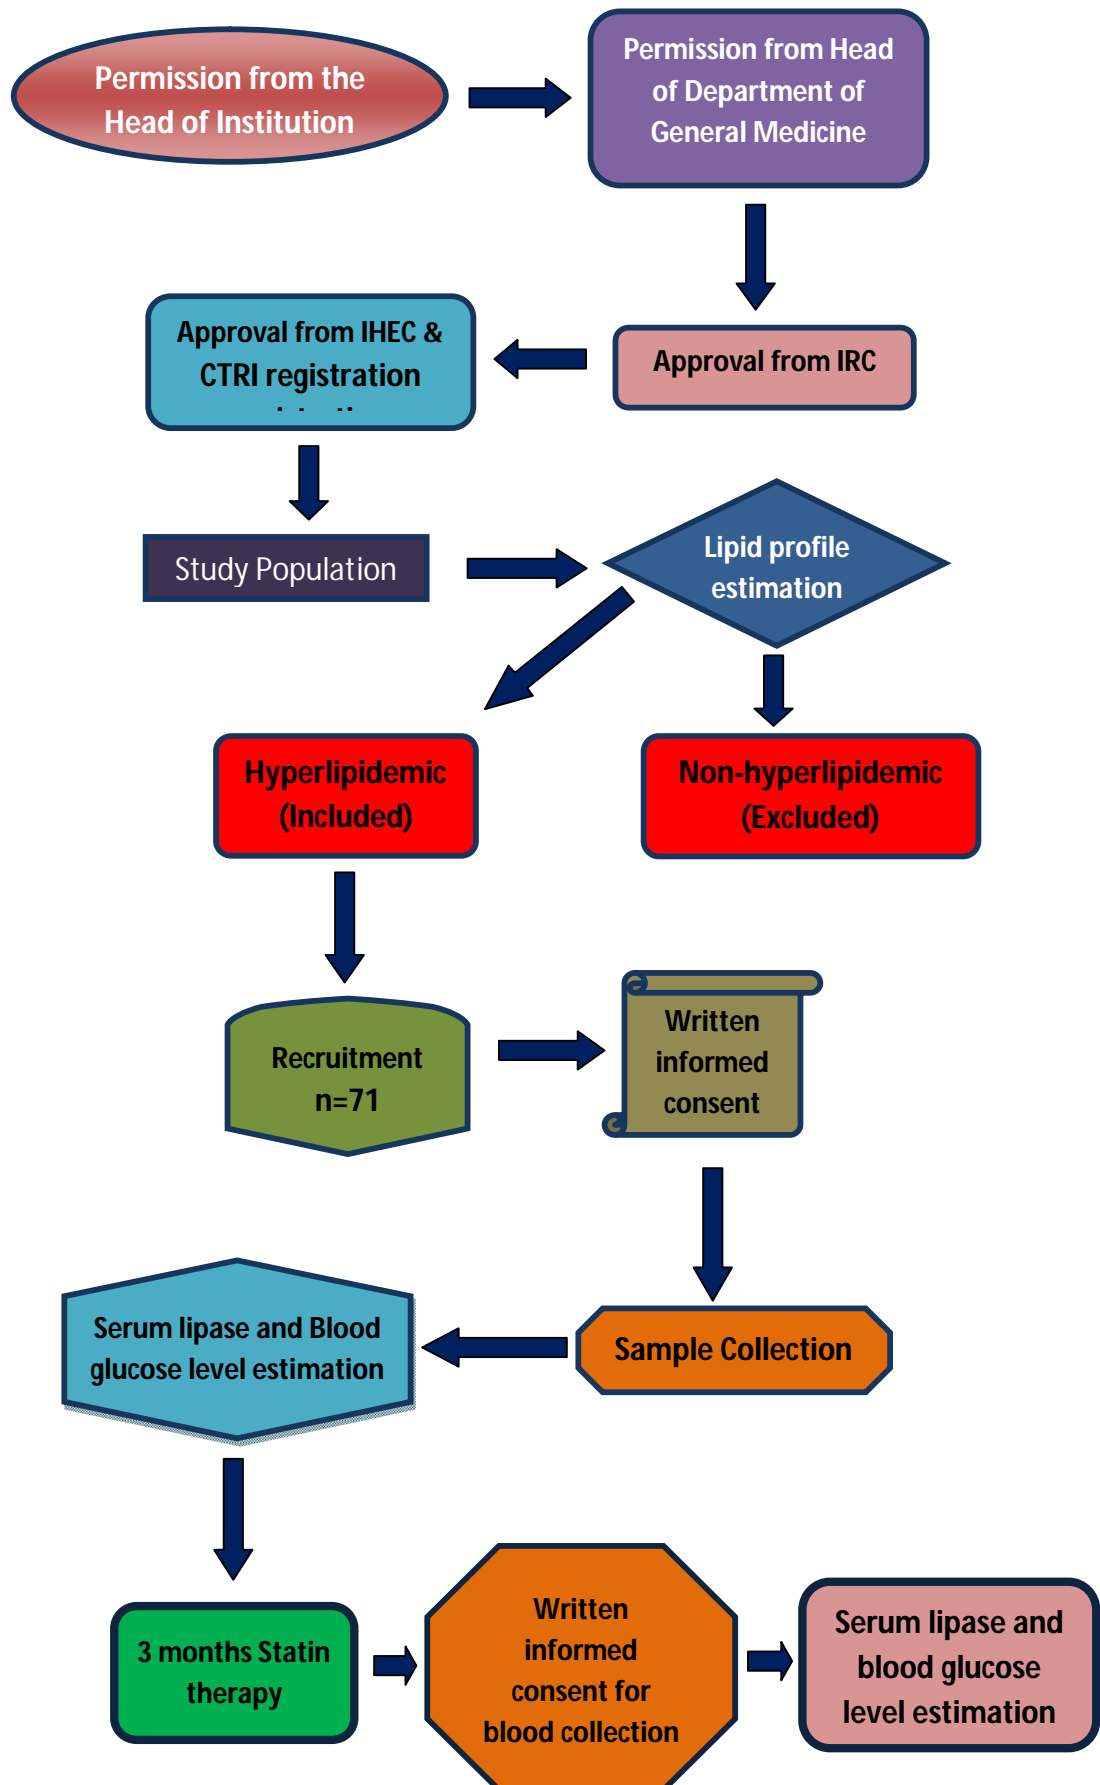 Permission from the
Head of Institution
Permission from Head
of Department of
General Medicine
Approval from IHEC &
CTRI registration
Approval from IRC
Study Population
Lipid profile
estimation
Hyperlipidemic
(Included)
Non-hyperlipidemic
(Excluded)
Recruitment
n=71
Written
informed
consent
Sample Collection
Serum lipase and Blood
glucose level estimation
3 months Statin
therapy
Written
informed
consent for
blood collection
Serum lipase and
blood glucose
level estimation